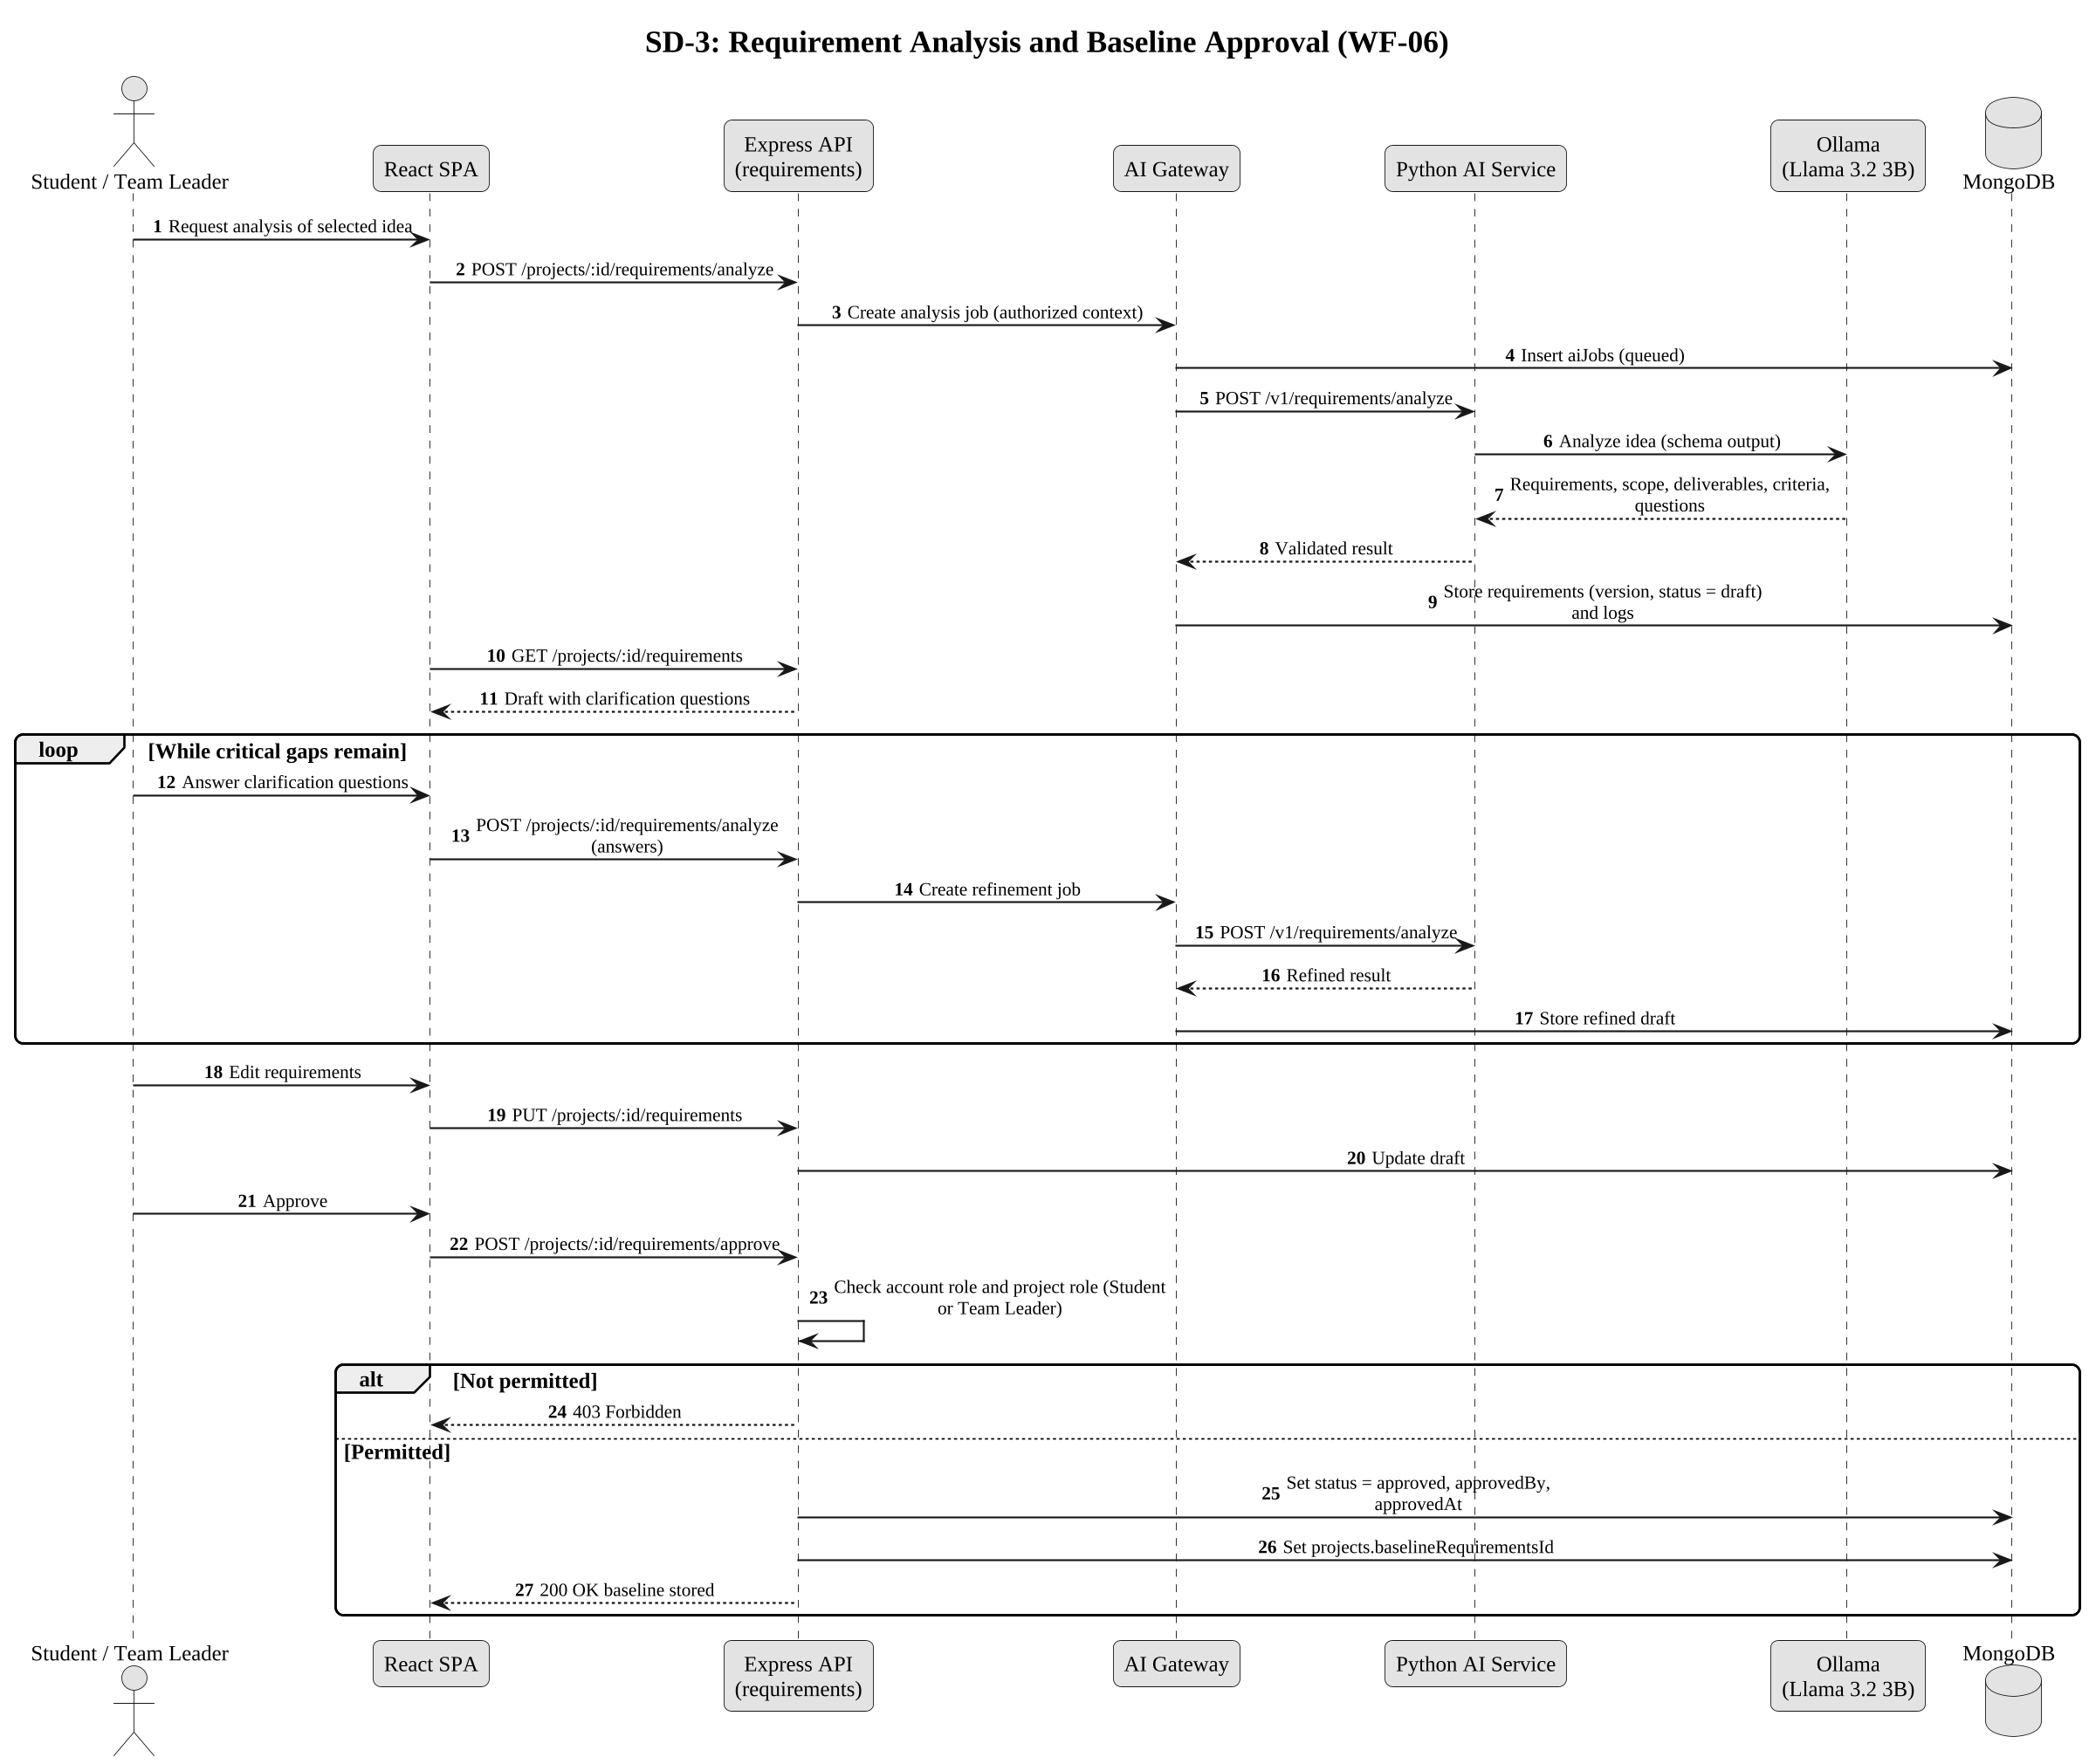 SD-3: Requirement Analysis and Baseline Approval (WF-06)
Student / Team Leader
React SPA
Express API
(requirements)
AI Gateway
Python AI Service
Ollama
(Llama 3.2 3B)
MongoDB
1 Request analysis of selected idea
2 POST /projects/:id/requirements/analyze
3 Create analysis job (authorized context)
4 Insert aiJobs (queued)
5 POST /v1/requirements/analyze
6 Analyze idea (schema output)
7 Requirements, scope, deliverables, criteria,
questions
8 Validated result
9 Store requirements (version, status = draft)
and logs
10 GET /projects/:id/requirements
11 Draft with clarification questions
loop [While critical gaps remain]
12 Answer clarification questions
13 POST /projects/:id/requirements/analyze
(answers)
14 Create refinement job
15 POST /v1/requirements/analyze
16 Refined result
17 Store refined draft
18 Edit requirements
19 PUT /projects/:id/requirements
20 Update draft
21 Approve
22 POST /projects/:id/requirements/approve
23 Check account role and project role (Student
or Team Leader)
alt [Not permitted]
24 403 Forbidden
[Permitted]
25 Set status = approved, approvedBy,
approvedAt
26 Set projects.baselineRequirementsId
27 200 OK baseline stored
Student / Team Leader
React SPA
Express API
(requirements)
AI Gateway
Python AI Service
Ollama
(Llama 3.2 3B)
MongoDB